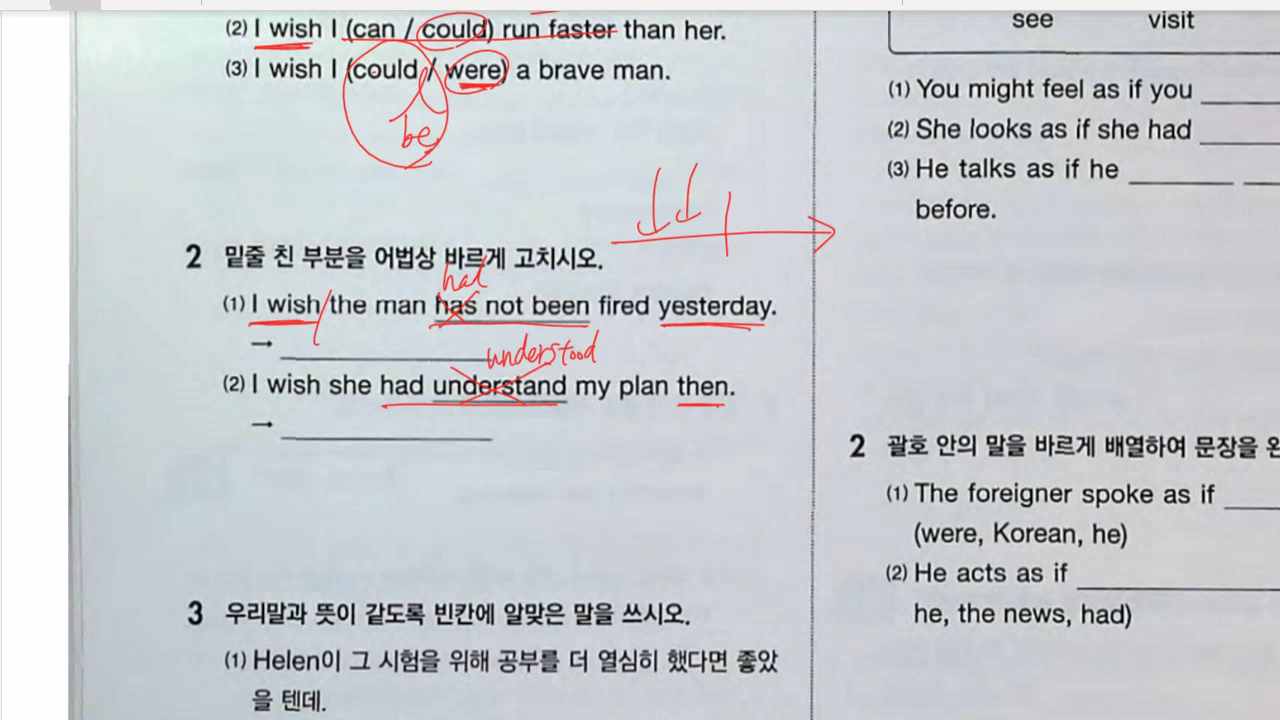 (2) I wish I (can / could) run faster than her.
(3) I wish I (could / were) a brave man.
be
2 밑줄 친 부분을 어법상 바르게 고치시오.
had
(1) I wish the man has not been fired yesterday.
→
understood
(2) I wish she had understand my plan then.
→
3 우리말과 뜻이 같도록 빈칸에 알맞은 말을 쓰시오.
(1) Helen이 그 시험을 위해 공부를 더 열심히 했다면 좋았
을 텐데.
see visit
(1) You might feel as if you
(2) She looks as if she had
(3) He talks as if he
before.
2 괄호 안의 말을 바르게 배열하여 문장을 완
(1) The foreigner spoke as if
(were, Korean, he)
(2) He acts as if
he, the news, had)